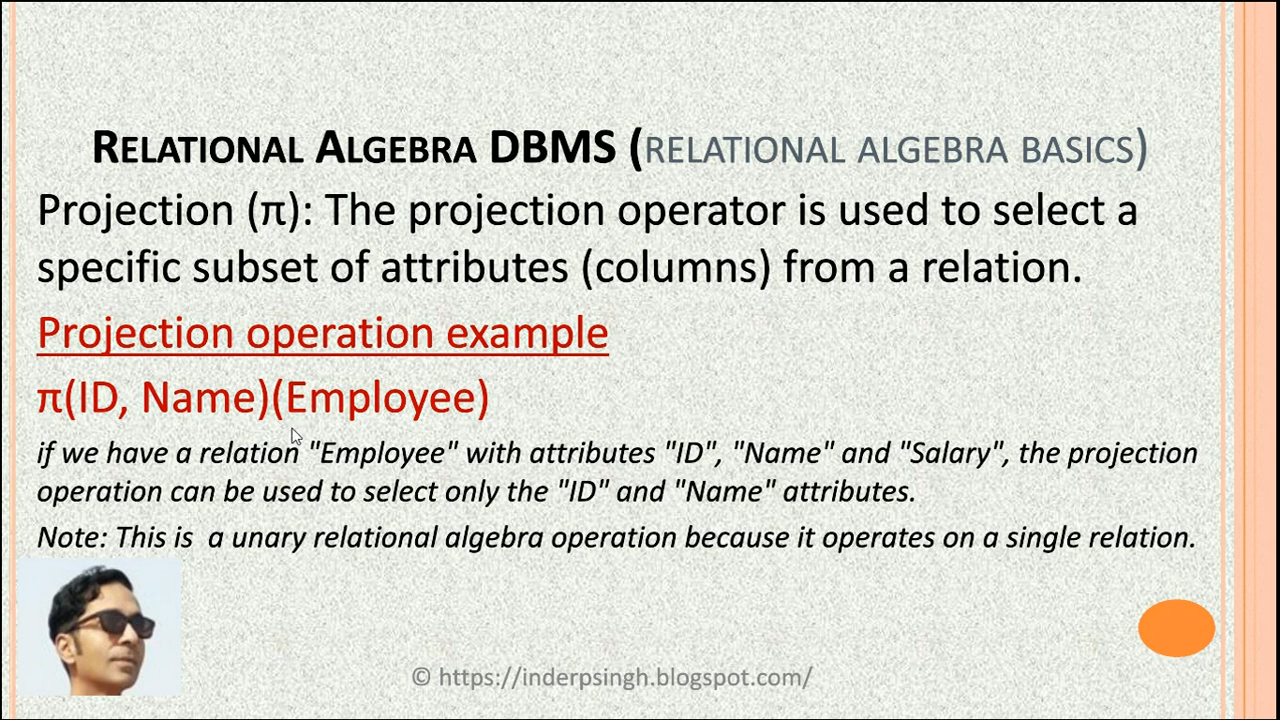 RELATIONAL ALGEBRA DBMS (RELATIONAL ALGEBRA BASICS)
Projection (π): The projection operator is used to select a
specific subset of attributes (columns) from a relation.
Projection operation example
π(ID, Name)(Employee)
if we have a relation "Employee" with attributes "ID", "Name" and "Salary", the projection
operation can be used to select only the "ID" and "Name" attributes.
Note: This is  a unary relational algebra operation because it operates on a single relation.
© https://inderpsingh.blogspot.com/